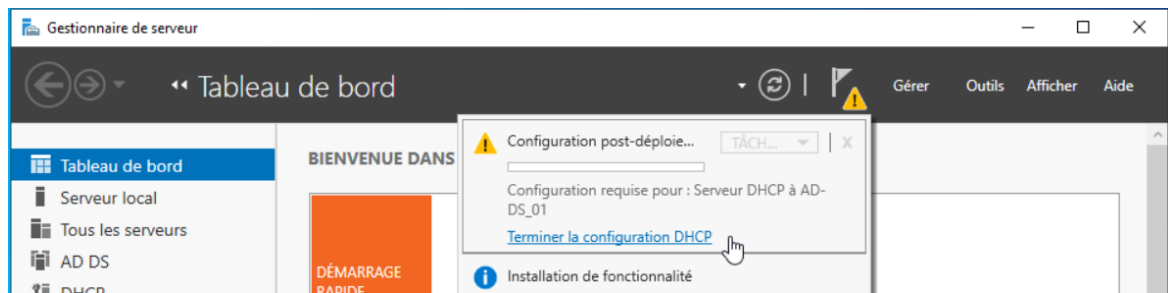 Gestionnaire de serveur
Tableau de bord
Gérer Outils Afficher Aide
Tableau de bord
Serveur local
Tous les serveurs
AD DS
DHCP
BIENVENUE DANS
DÉMARRAGE
RAPIDE
Configuration post-déploie... TÂCH... X
Configuration requise pour : Serveur DHCP à AD-
DS_01
Terminer la configuration DHCP
Installation de fonctionnalité